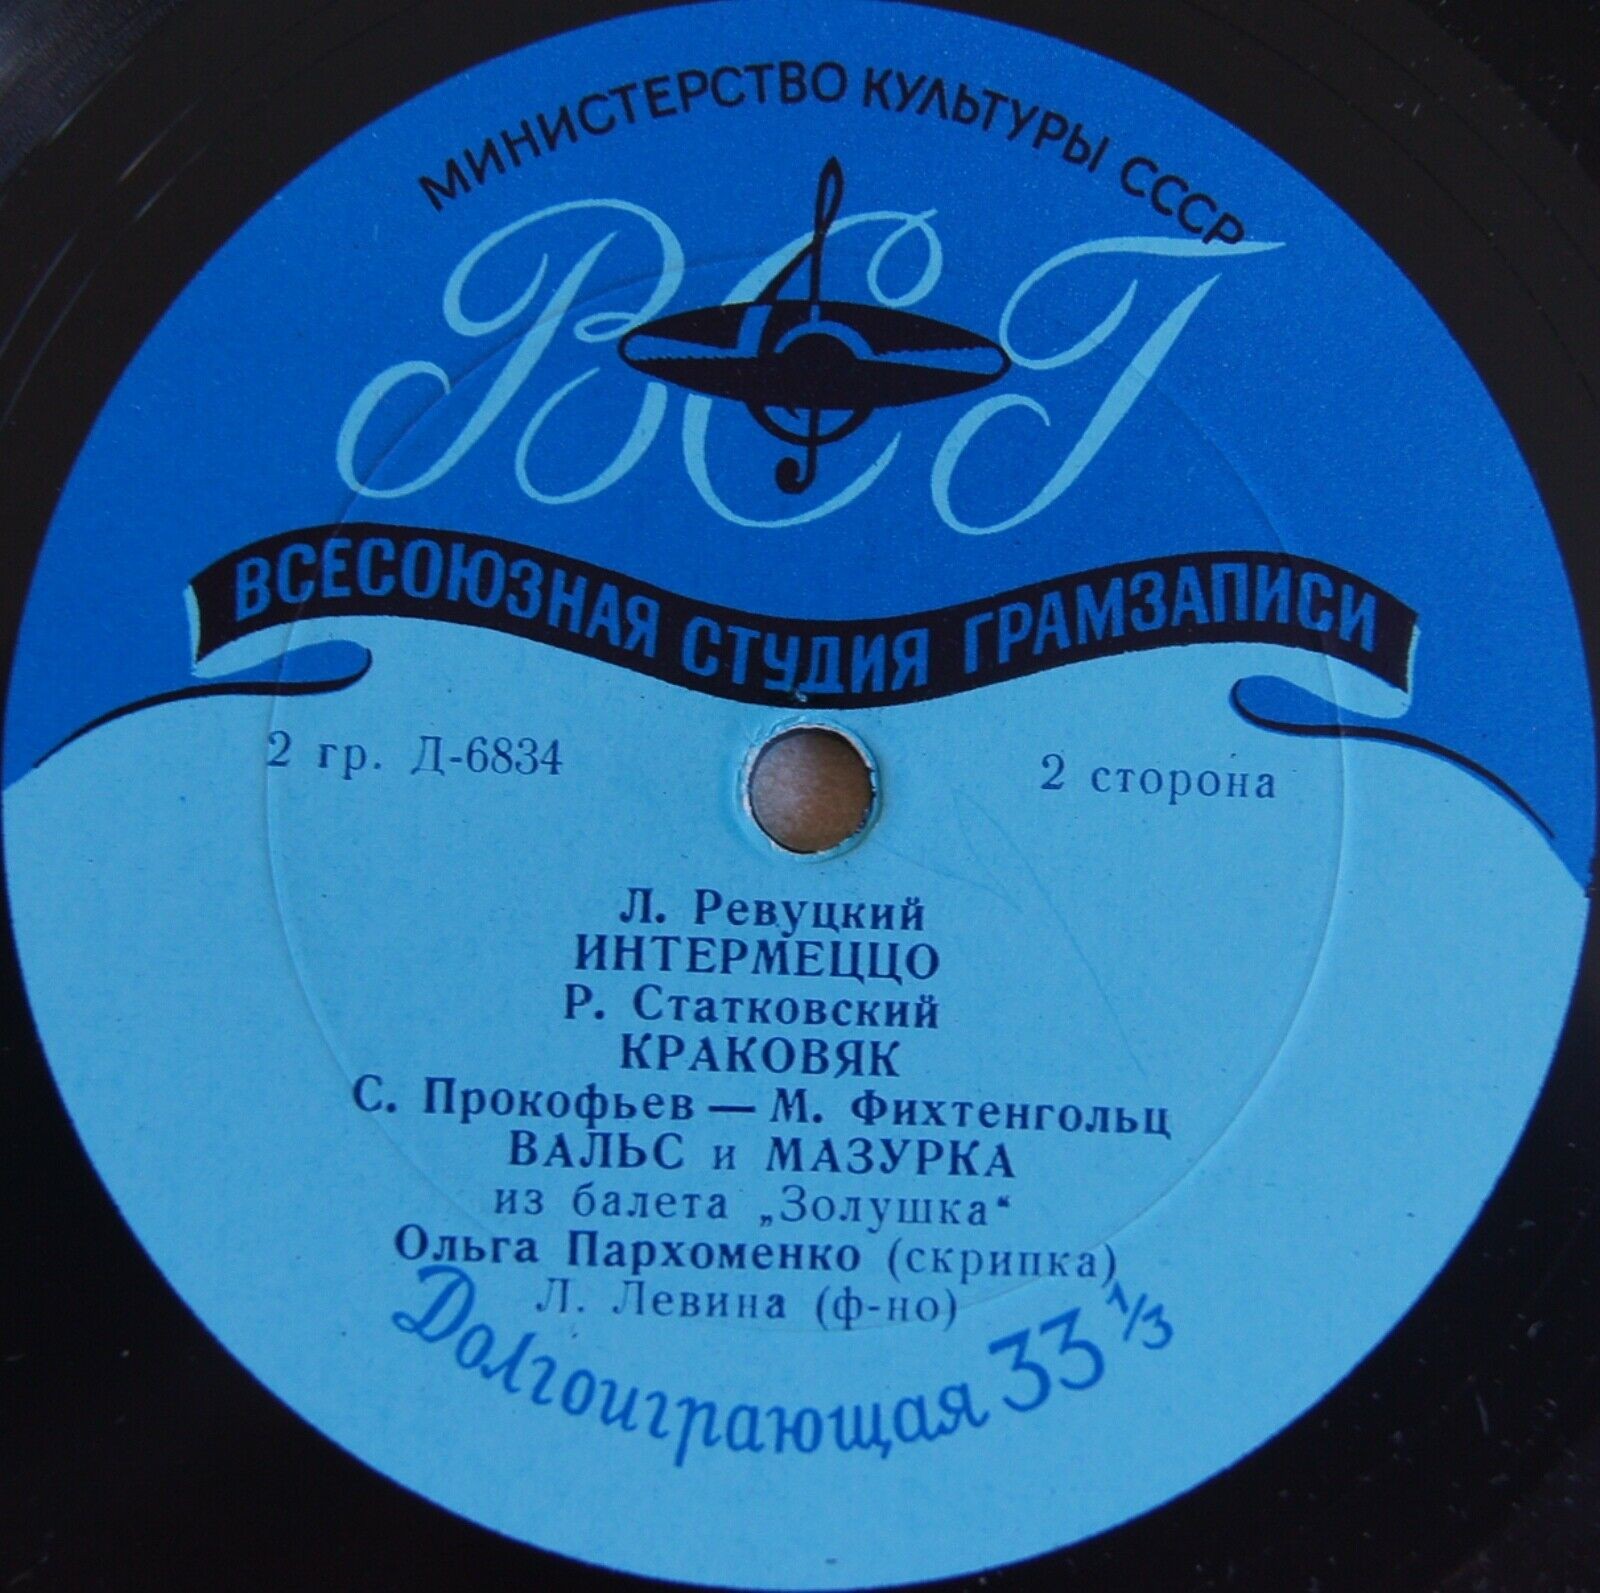 МИНИСТЕРСТВО КУЛЬТУРЫ СССР
ВСГ
ВСЕСОЮЗНАЯ СТУДИЯ ГРАМЗАПИСИ
2 гр. Д-6834
2 сторона
Л. Ревуцкий
ИНТЕРМЕЦЦО
Р. Статковский
КРАКОВЯК
С. Прокофьев — М. Фихтенгольц
ВАЛЬС и МАЗУРКА
из балета „Золушка“
Ольга Пархоменко (скрипка)
Л. Левина (ф-но)
Долгоиграющая 33 1/3